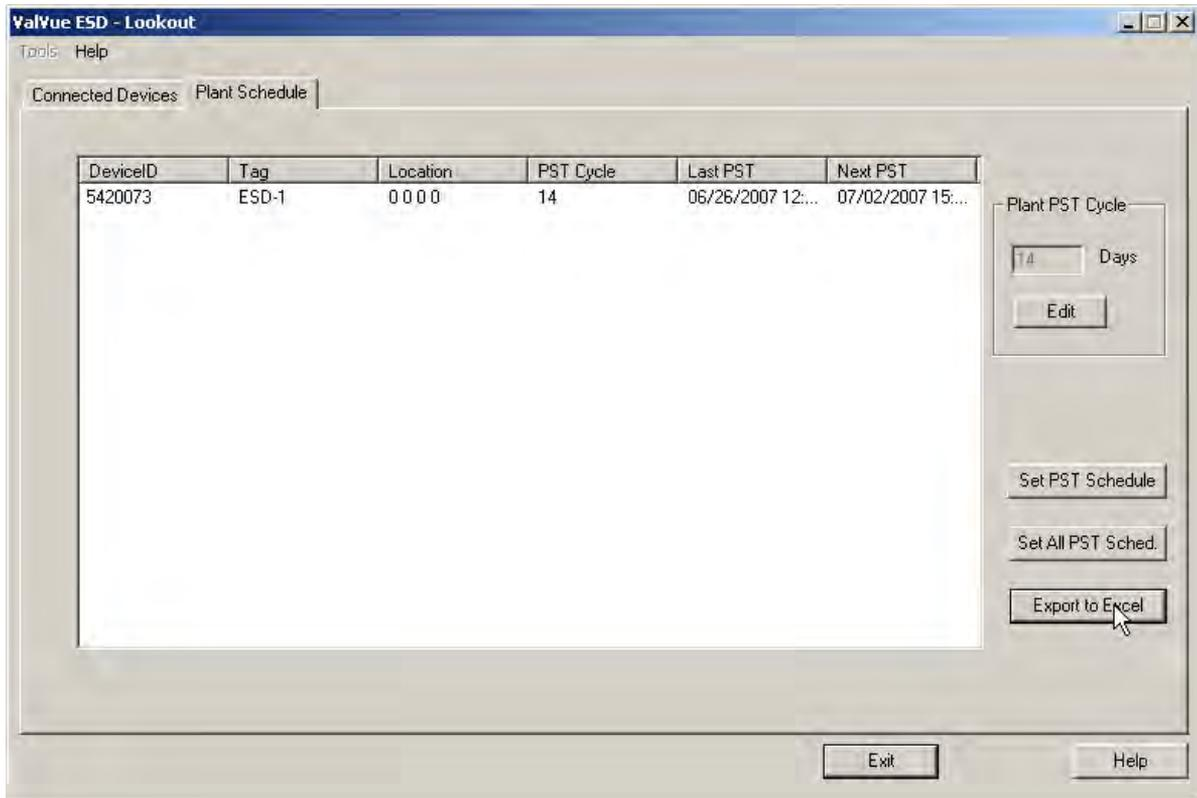 ValVue ESD - Lookout
Tools Help
Connected Devices Plant Schedule
DeviceID Tag Location PST Cycle Last PST Next PST
5420073 ESD-1 0 0 0 0 14 06/26/2007 12:... 07/02/2007 15:...
Plant PST Cycle
14 Days
Edit
Set PST Schedule
Set All PST Sched.
Export to Excel
Exit Help